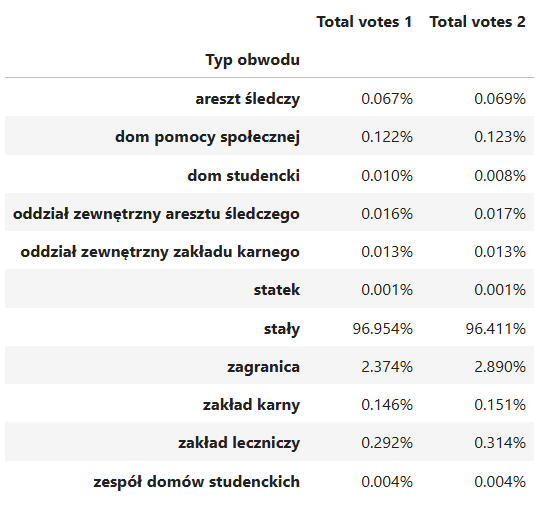 Total votes 1 Total votes 2
Typ obwodu
areszt śledczy 0.067% 0.069%
dom pomocy społecznej 0.122% 0.123%
dom studencki 0.010% 0.008%
oddział zewnętrzny aresztu śledczego 0.016% 0.017%
oddział zewnętrzny zakładu karnego 0.013% 0.013%
statek 0.001% 0.001%
stały 96.954% 96.411%
zagranica 2.374% 2.890%
zakład karny 0.146% 0.151%
zakład leczniczy 0.292% 0.314%
zespół domów studenckich 0.004% 0.004%